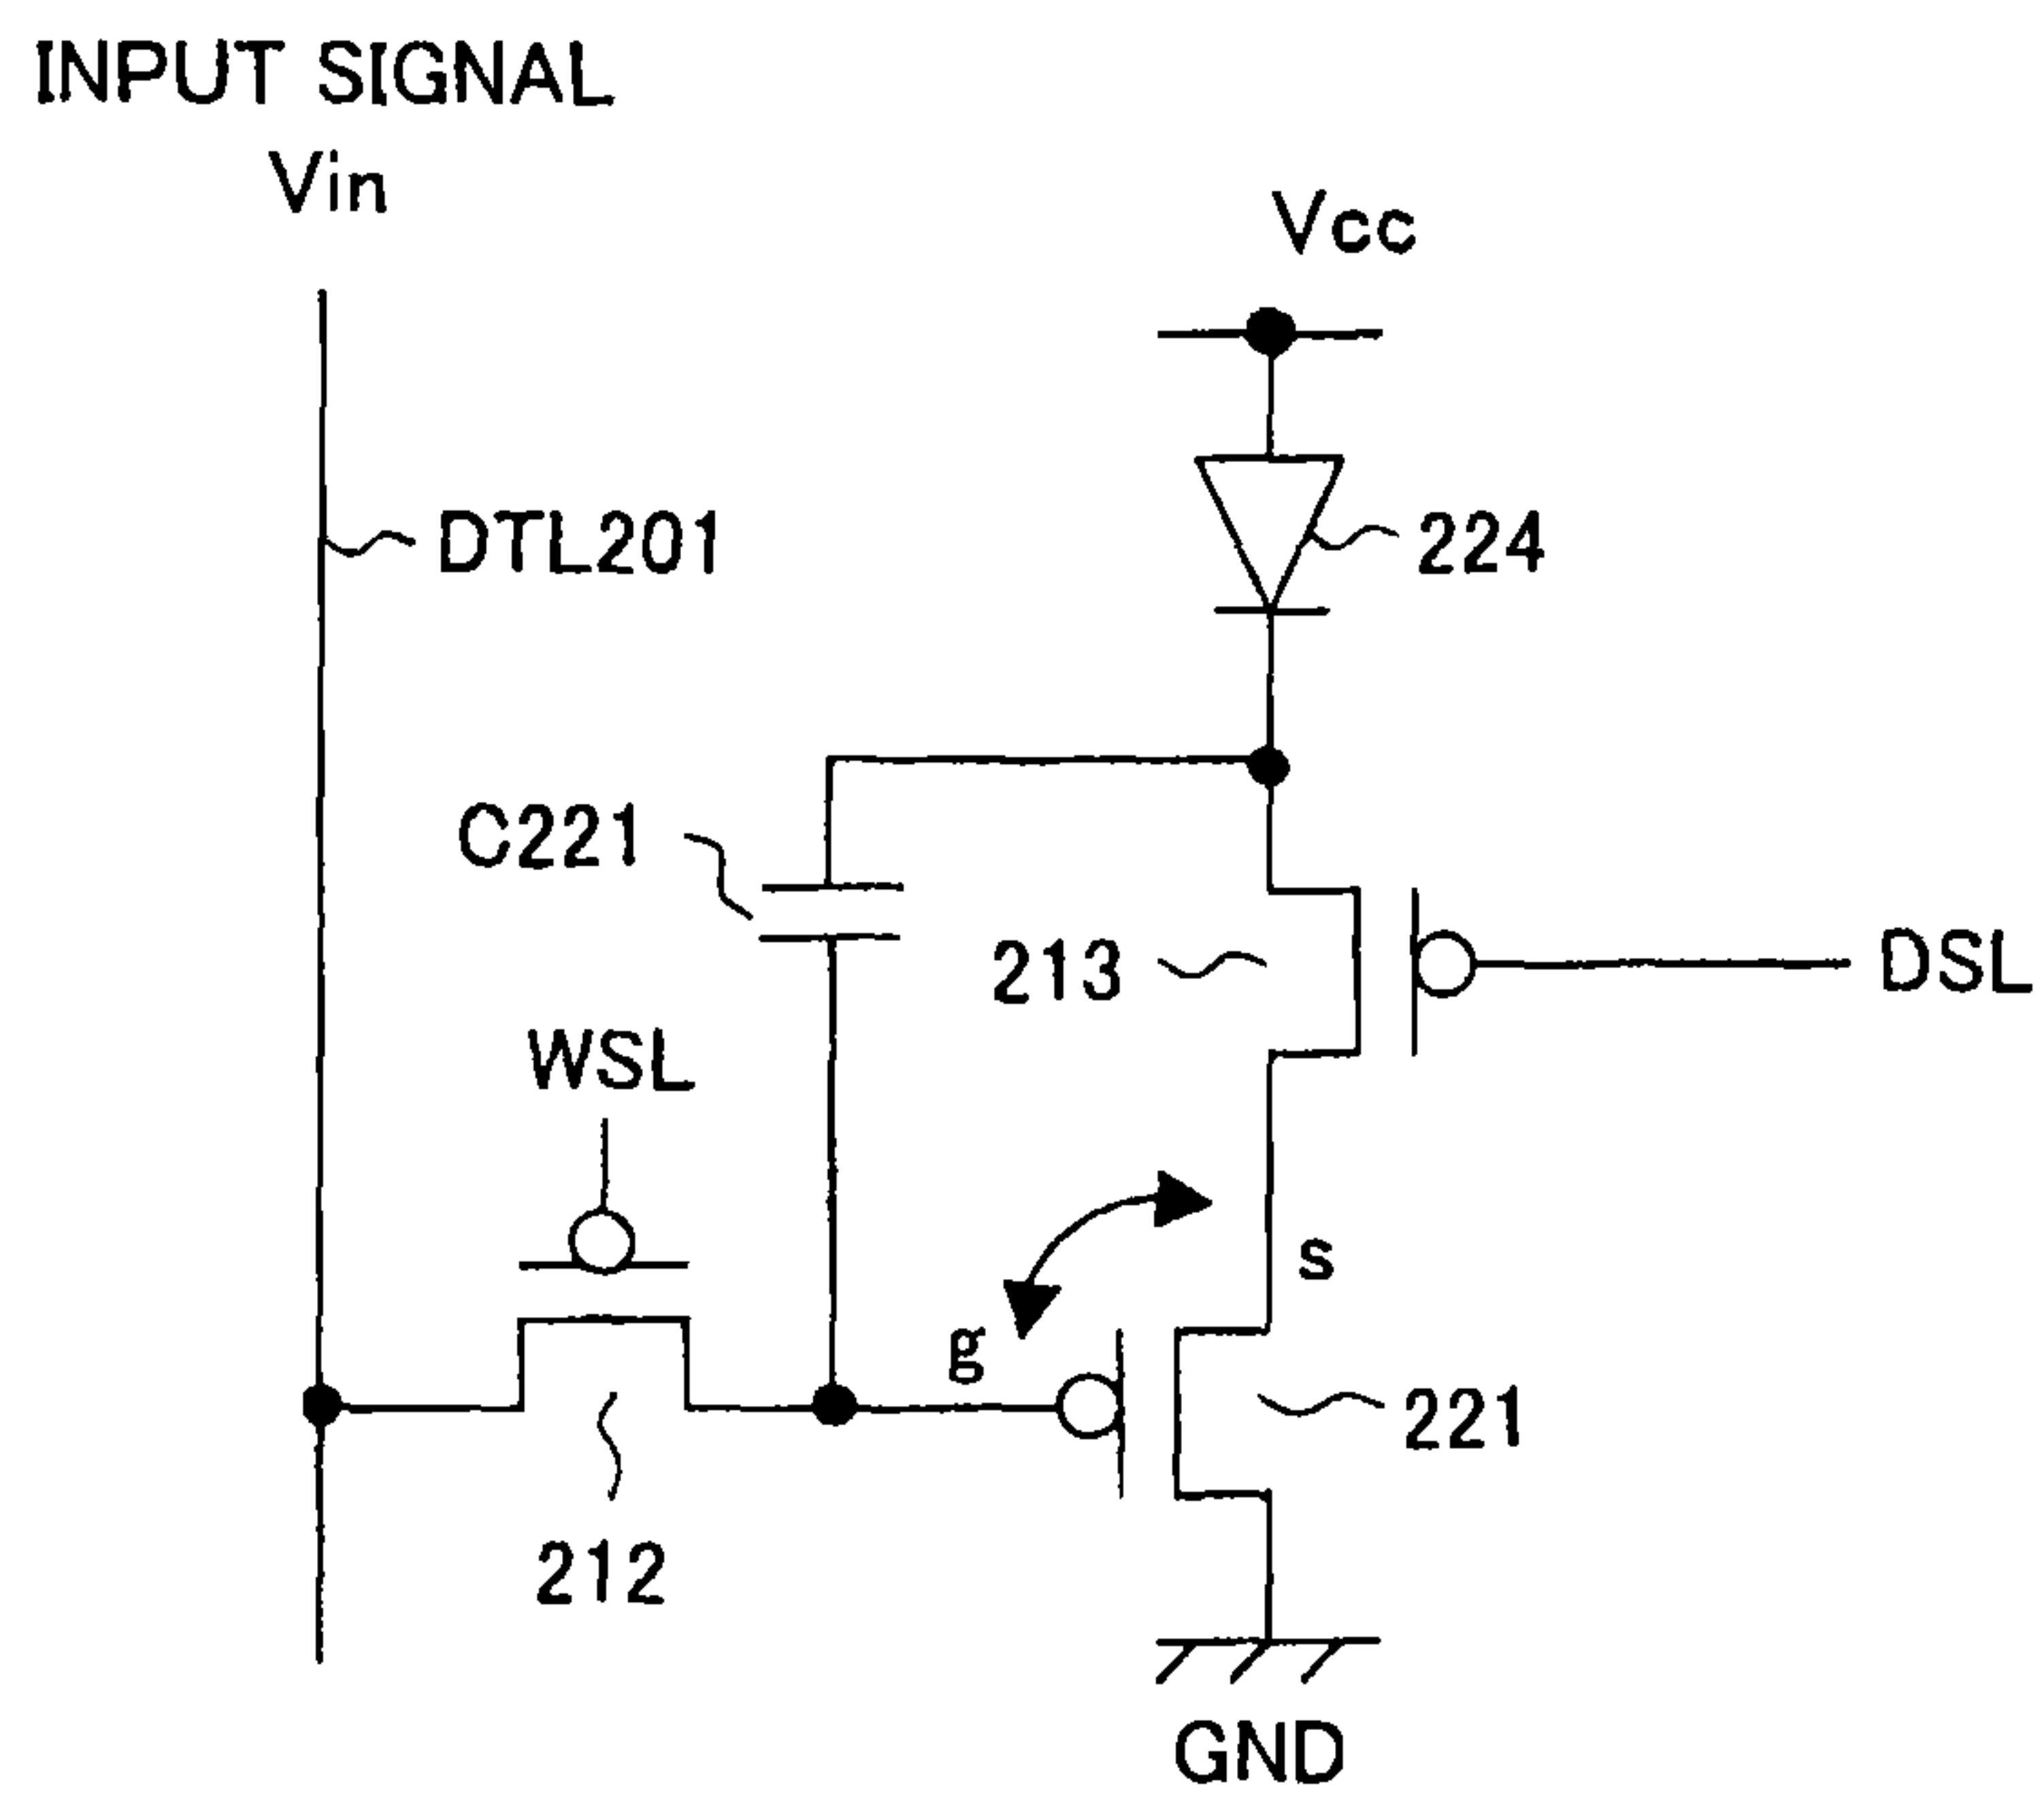 INPUT SIGNAL
Vin
Vcc
DTL201
224
C221
213
DSL
WSL
s
g
221
212
GND